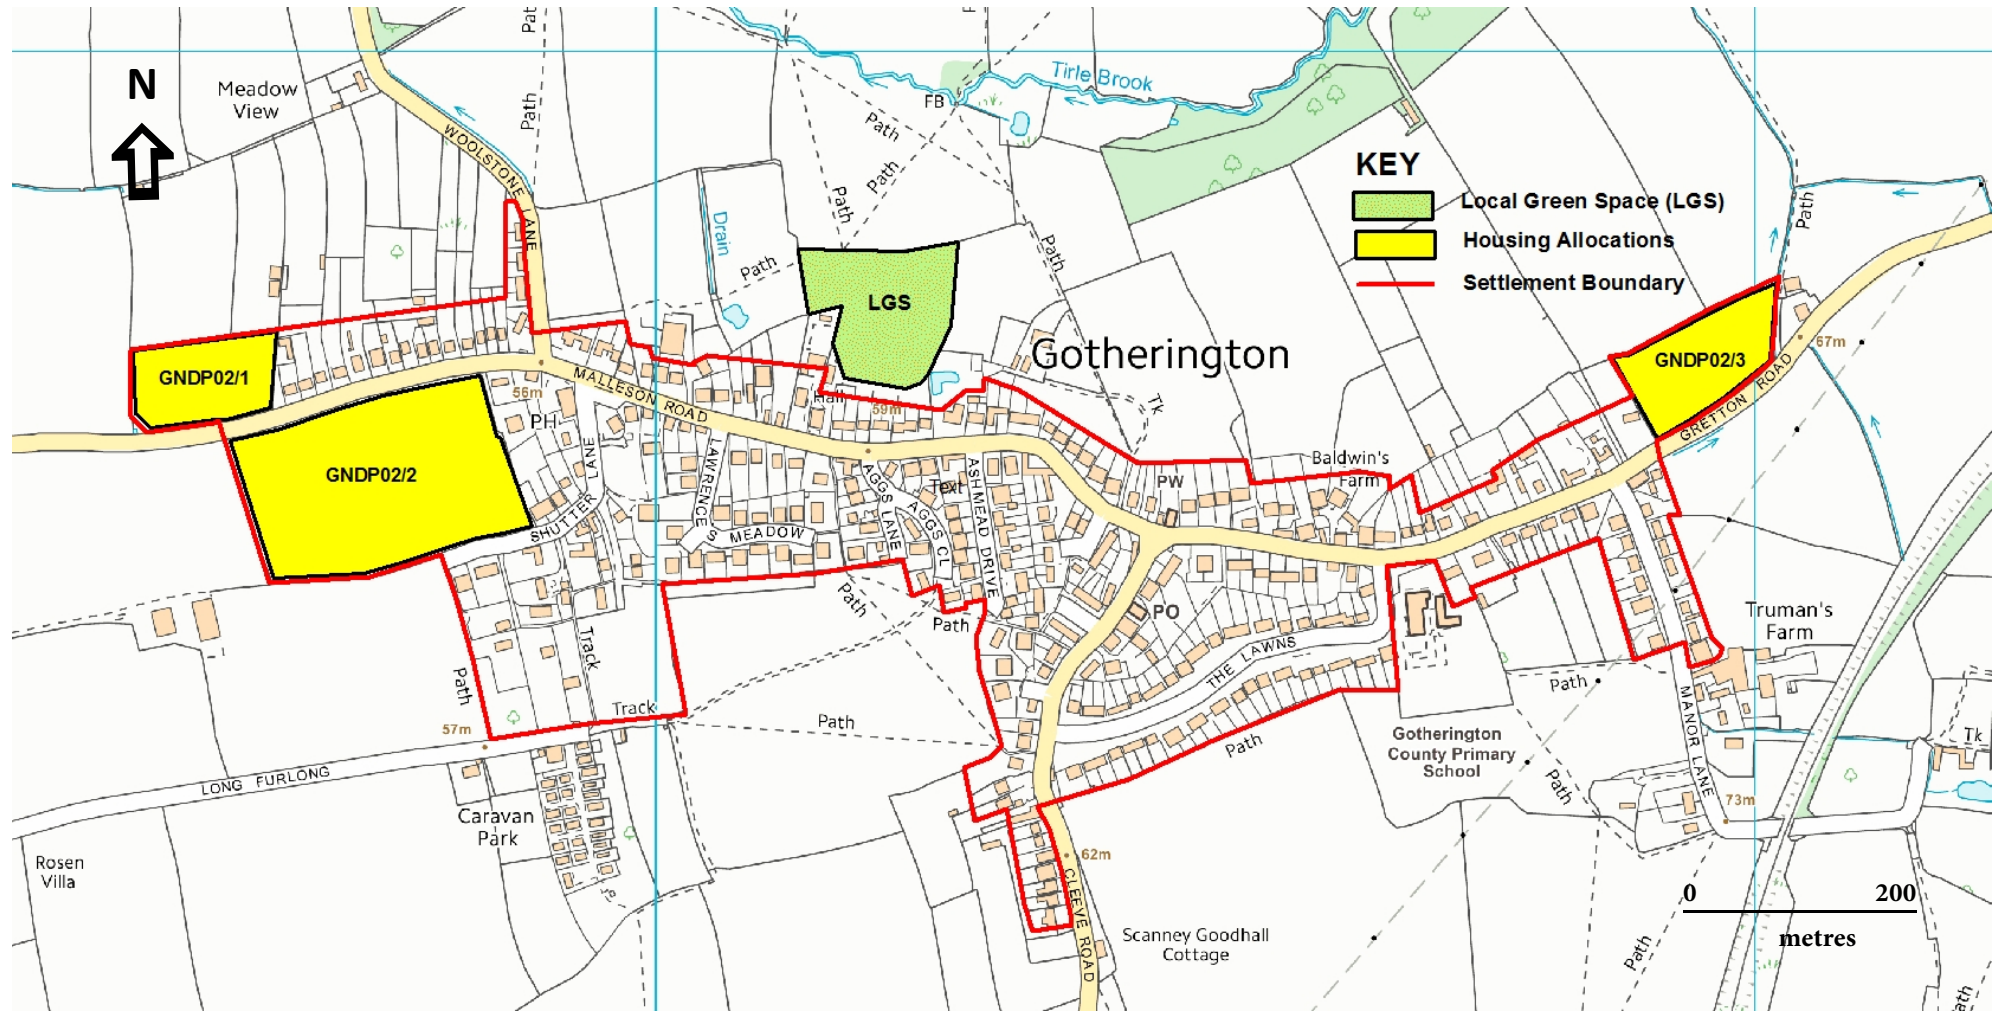 Path
F
Meadow
View
N
WOOLSTONE LANE
Path
Tirle Brook
FB
Path
Path
Path
Path
Drain
Path
KEY
Local Green Space (LGS)
Housing Allocations
Settlement Boundary
Path
LGS
Gotherington
67m
GNDP02/1
GNDP02/3
GRETTON ROAD
56m
MALLESON ROAD
Hall
59m
Tk
PH
GNDP02/2
SHUTTER LANE
LAWRENCE'S MEADOW
AGGS LANE
Text
AGGS CL
ASHMEAD DRIVE
PW
Baldwin's
Farm
Path
Path
PO
THE LAWNS
Truman's
Farm
Track
Path
Track
57m
Path
Path
Path
MANOR LANE
LONG FURLONG
Gotherington
County Primary
School
Path
Tk
Caravan
Park
73m
Rosen
Villa
62m
CLEEVE ROAD
0 200
metres
Scanney Goodhall
Cottage
Path
ath